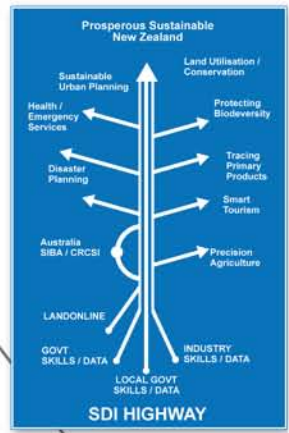 Prosperous Sustainable
New Zealand
Land Utilisation /
Conservation
Sustainable
Urban Planning
Health /
Emergency
Services
Protecting
Biodeversity
Disaster
Planning
Tracing
Primary
Products
Smart
Tourism
Australia
SIBA / CRCSI
Precision
Agriculture
LANDONLINE
GOVT
SKILLS / DATA
INDUSTRY
SKILLS / DATA
LOCAL GOVT
SKILLS / DATA
SDI HIGHWAY